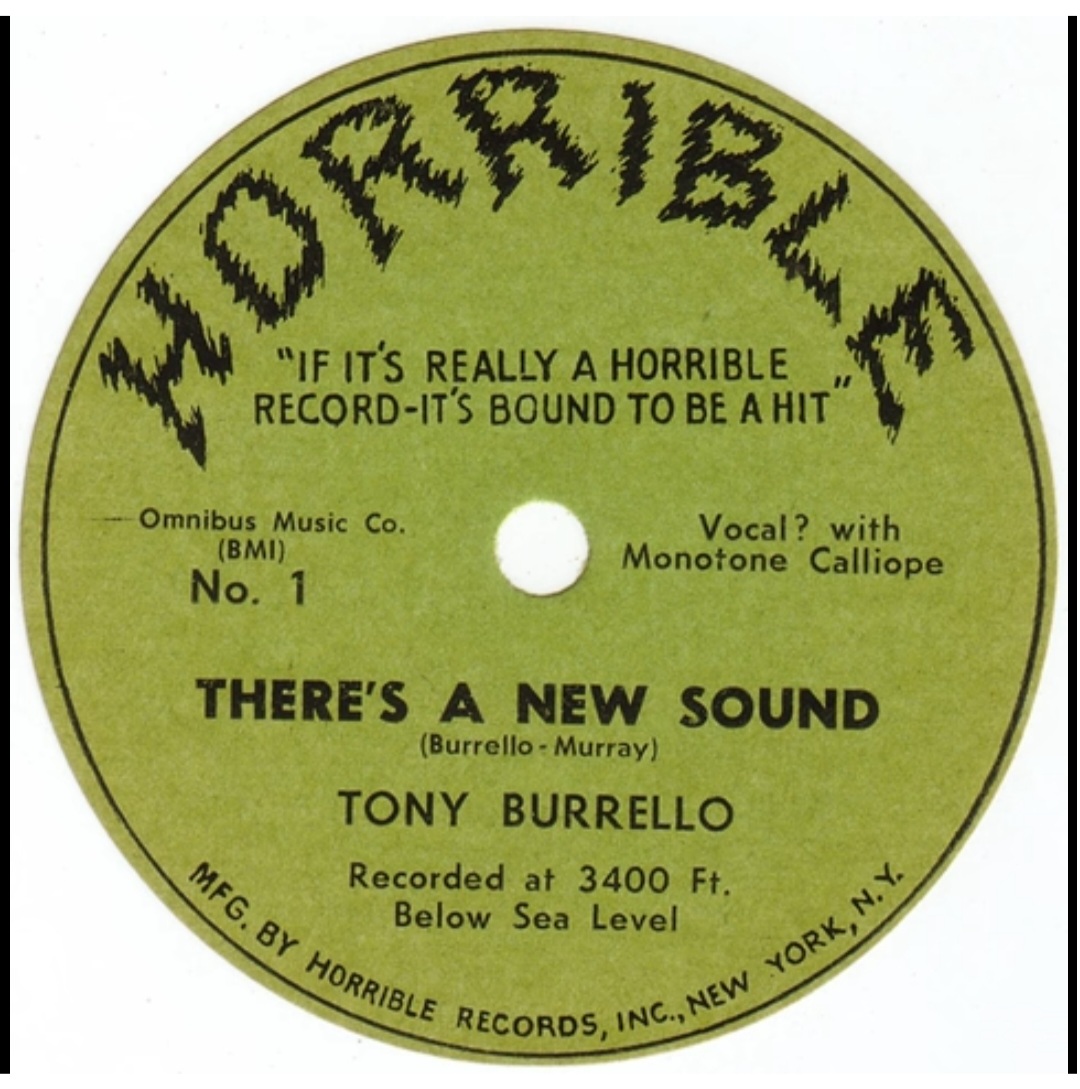 HORRIBLE
"IF IT'S REALLY A HORRIBLE
RECORD-IT'S BOUND TO BE A HIT"
Omnibus Music Co.
(BMI)
No. 1
Vocal? with
Monotone Calliope
THERE'S A NEW SOUND
(Burrello-Murray)
TONY BURRELLO
Recorded at 3400 Ft.
Below Sea Level
MFG. BY HORRIBLE RECORDS, INC., NEW YORK, N.Y.